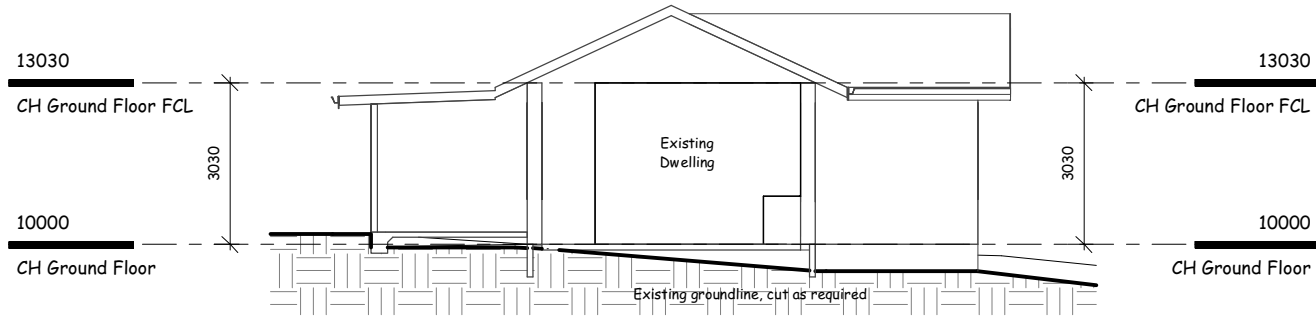 13030
CH Ground Floor FCL
3030
10000
CH Ground Floor
Existing
Dwelling
Existing groundline, cut as required
13030
CH Ground Floor FCL
3030
10000
CH Ground Floor